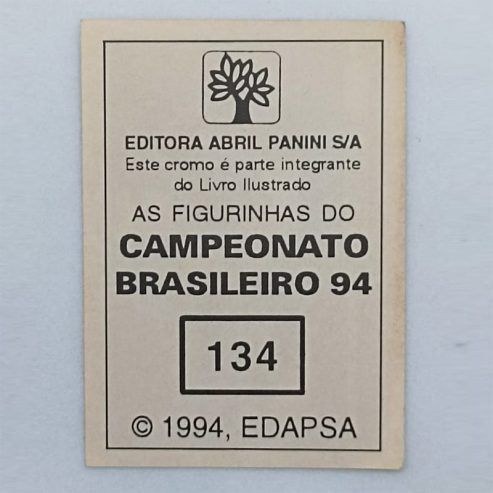 EDITORA ABRIL PANINI S/A
Este cromo é parte integrante
do Livro Ilustrado
AS FIGURINHAS DO
CAMPEONATO
BRASILEIRO 94
134
© 1994, EDAPSA